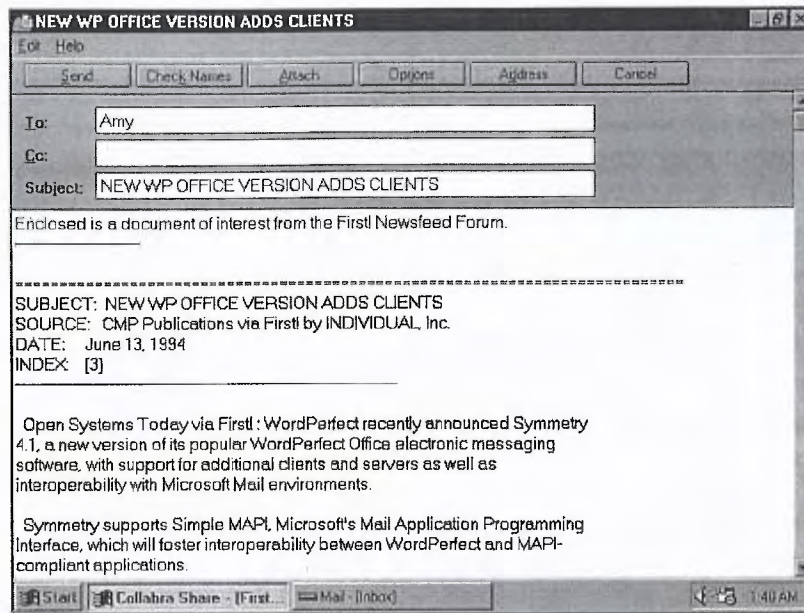 NEW WP OFFICE VERSION ADDS CLIENTS
Edit Help
Send Check Names Attach Options Address Cancel
To: Amy
Cc:
Subject: NEW WP OFFICE VERSION ADDS CLIENTS
Enclosed is a document of interest from the First! Newsfeed Forum.
SUBJECT: NEW WP OFFICE VERSION ADDS CLIENTS
SOURCE: CMP Publications via First! by INDIVIDUAL, Inc.
DATE: June 13, 1994
INDEX: [3]
Open Systems Today via First! : WordPerfect recently announced Symmetry
4.1, a new version of its popular WordPerfect Office electronic messaging
software, with support for additional clients and servers as well as
interoperability with Microsoft Mail environments.
Symmetry supports Simple MAPI, Microsoft's Mail Application Programming
Interface, which will foster interoperability between WordPerfect and MAPI-
compliant applications.
Start Collabra Share - [First... Mail - [Inbox] 1:40 AM